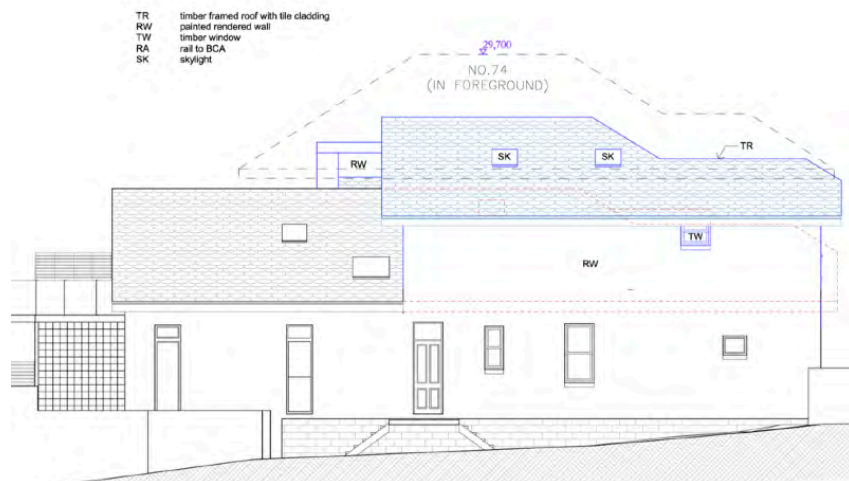 TR timber framed roof with tile cladding
RW painted rendered wall
TW timber window
RA rail to BCA
SK skylight
29,700
NO.74
(IN FOREGROUND)
TR
SK
SK
RW
TW
RW